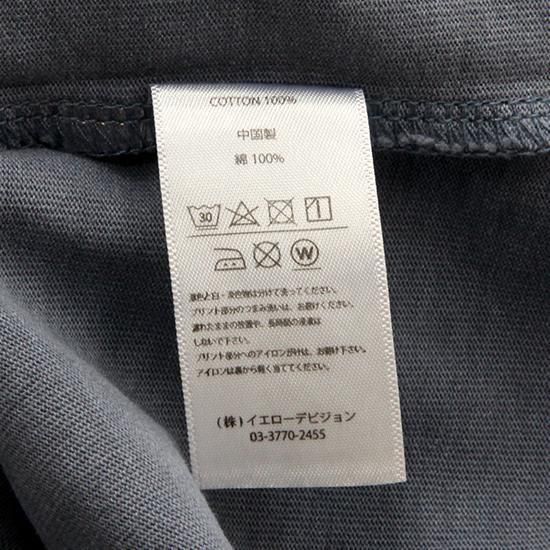 COTTON 100%
中国製
綿 100%
30
W
濃色と白・淡色物は分けて洗ってください。
プリント部分のつまみ洗いは、お避けください。
濡れたままの放置や、長時間の浸漬は
しないで下さい。
プリント部分へのアイロンがけは、お避け下さい。
アイロンは裏から軽く当ててください。
(株) イエローデビジョン
03-3770-2455